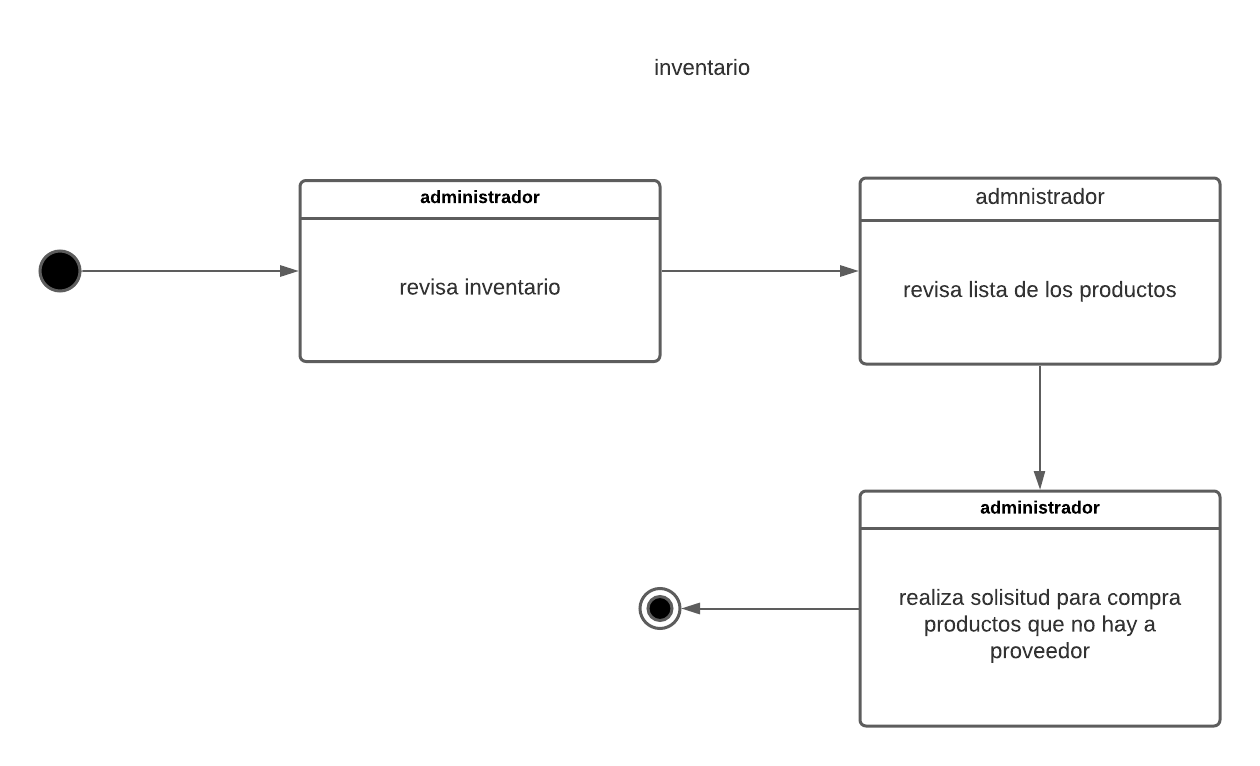 inventario
administrador
revisa inventario
admnistrador
revisa lista de los productos
administrador
realiza solisitud para compra
productos que no hay a
proveedor